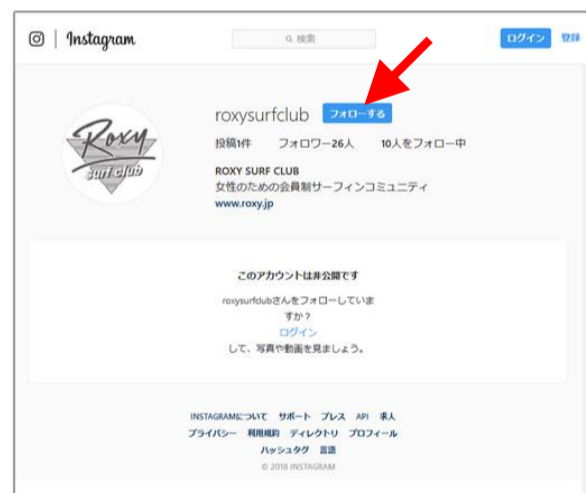 Instagram
検索
ログイン 登録
roxysurfclub フォローする
Roxy
surf club
投稿1件 フォロワー26人 10人をフォロー中
ROXY SURF CLUB
女性のための会員制サーフィンコミュニティ
www.roxy.jp
このアカウントは非公開です
roxysurfclubさんをフォローしていま
すか？
ログイン
して、写真や動画を見ましょう。
INSTAGRAMについて サポート プレス API 求人
プライバシー 利用規約 ディレクトリ プロフィール
ハッシュタグ 言語
© 2018 INSTAGRAM